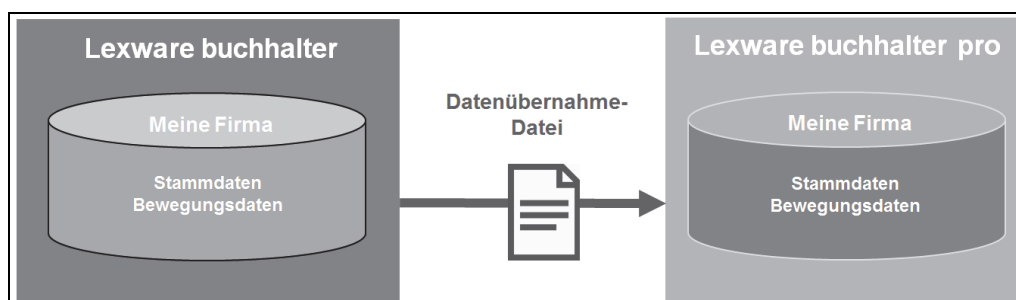 Lexware buchhalter
Meine Firma
Stammdaten
Bewegungsdaten
Datenübernahme-
Datei
Lexware buchhalter pro
Meine Firma
Stammdaten
Bewegungsdaten